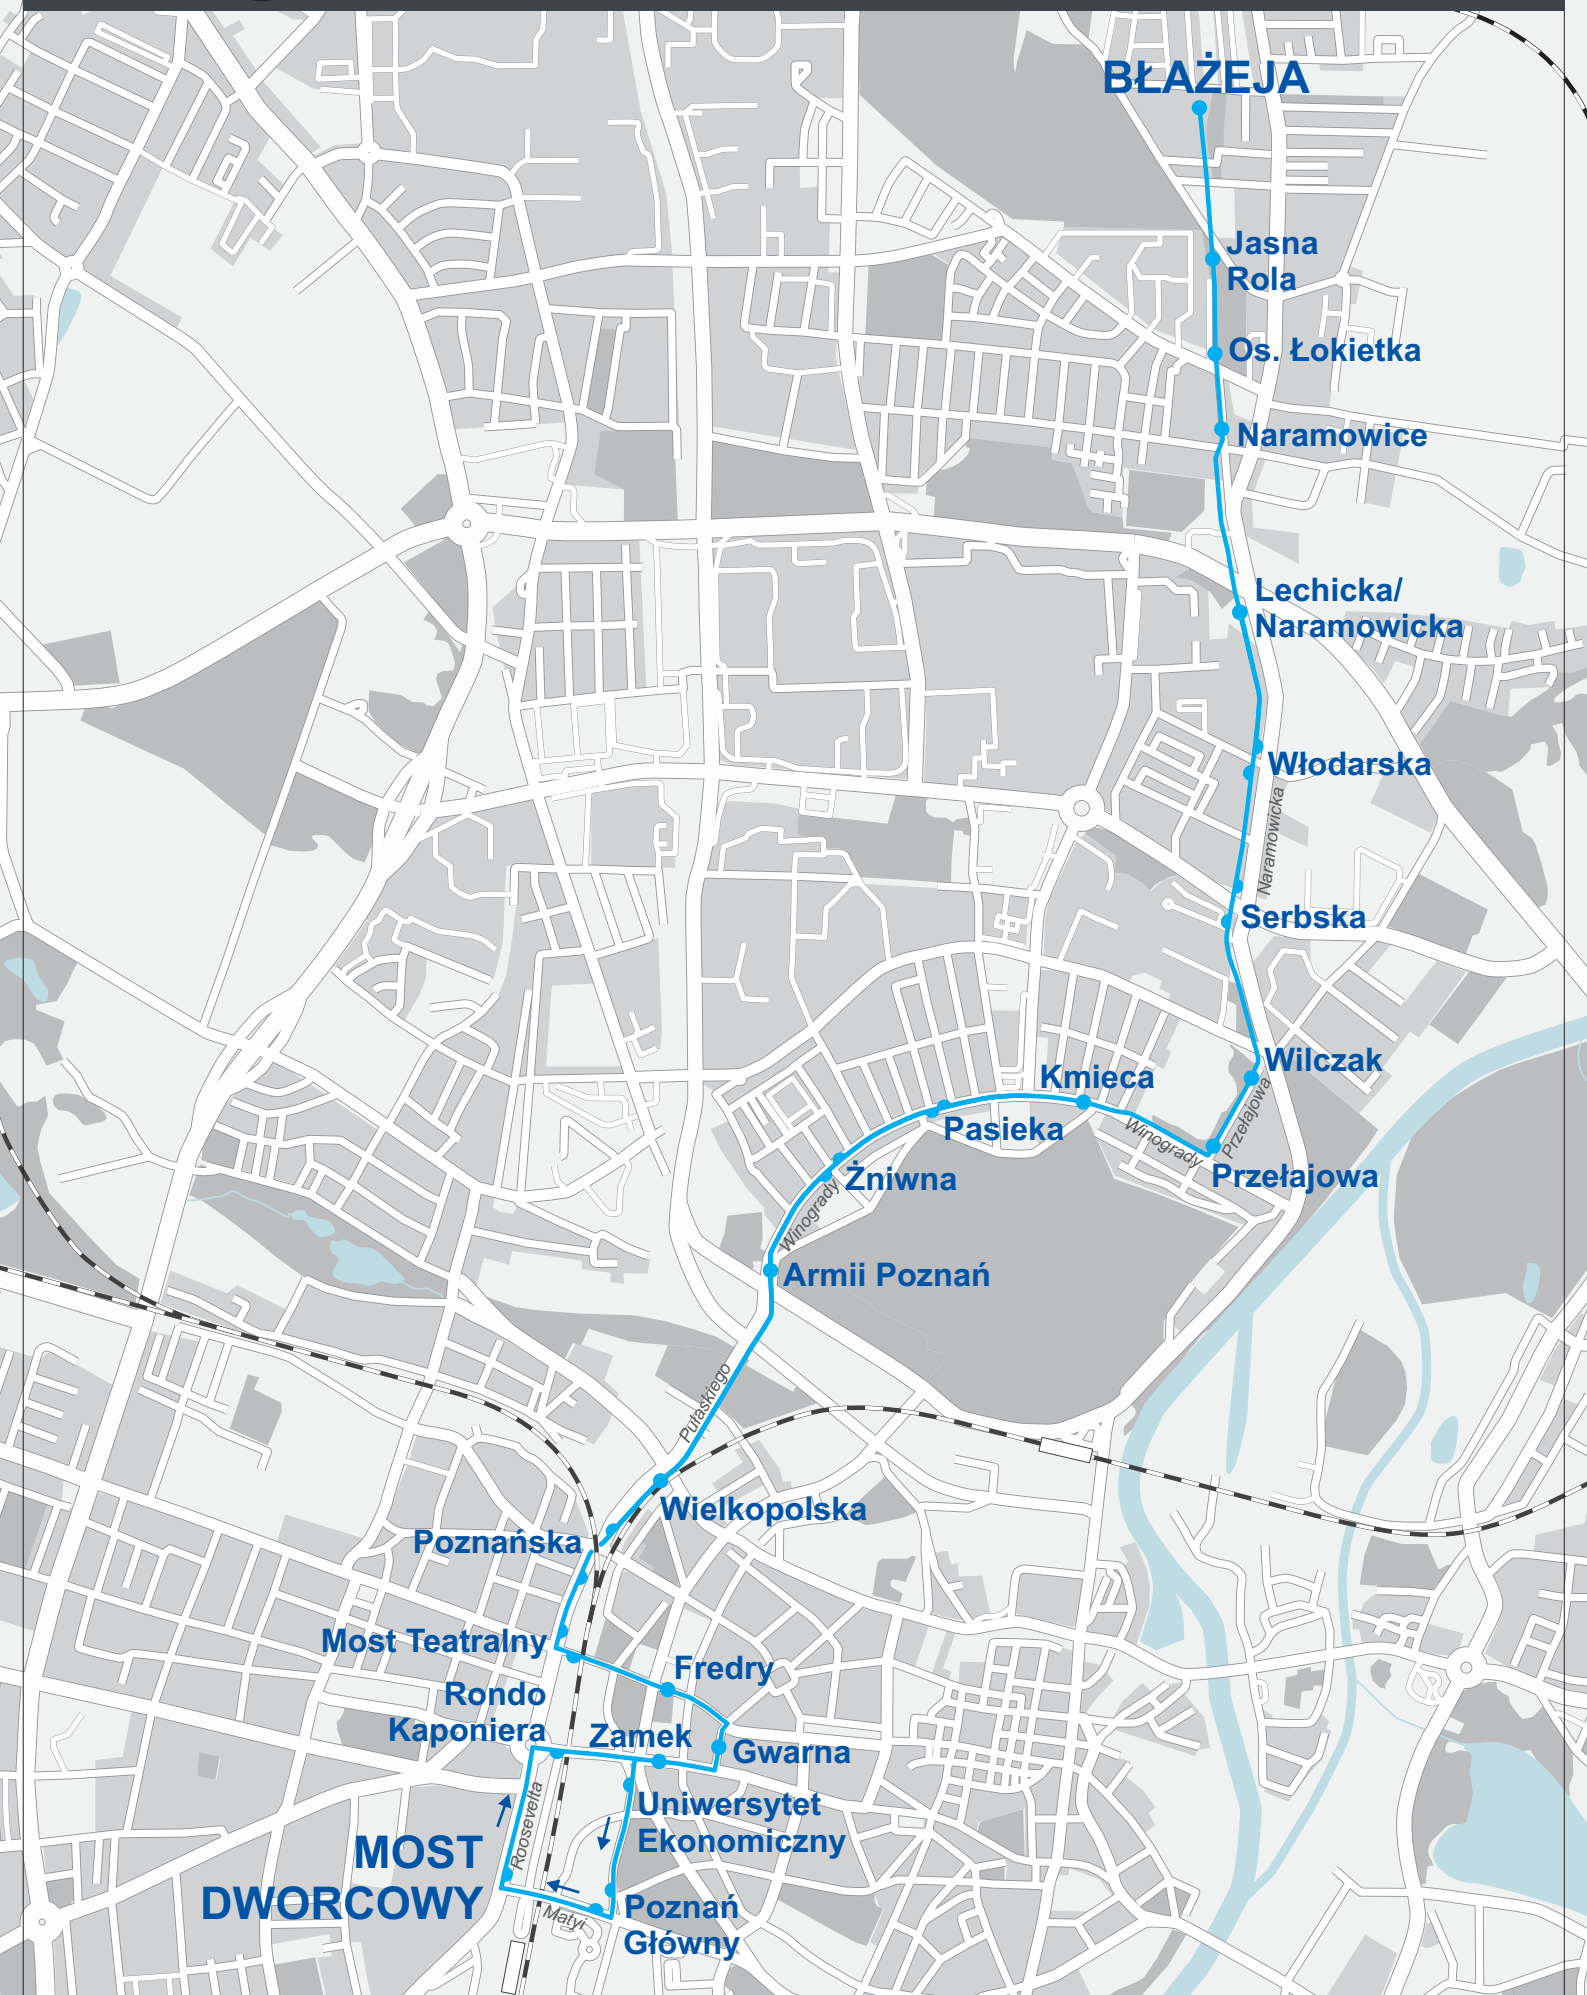 BŁAŻEJA
Jasna
Rola
Os. Łokietka
Naramowice
Lechicka/
Naramowicka
Włodarska
Naramowicka
Serbska
Wilczak
Przełajowa
Kmieca
Winogrady
Pasieka
Przełajowa
Żniwna
Winogrady
Armii Poznań
Pułaskiego
Wielkopolska
Poznańska
Most Teatralny
Fredry
Rondo
Kaponiera
Zamek
Gwarna
Uniwersytet
Ekonomiczny
Roosevelta
MOST
DWORCOWY
Matyi
Poznań
Główny